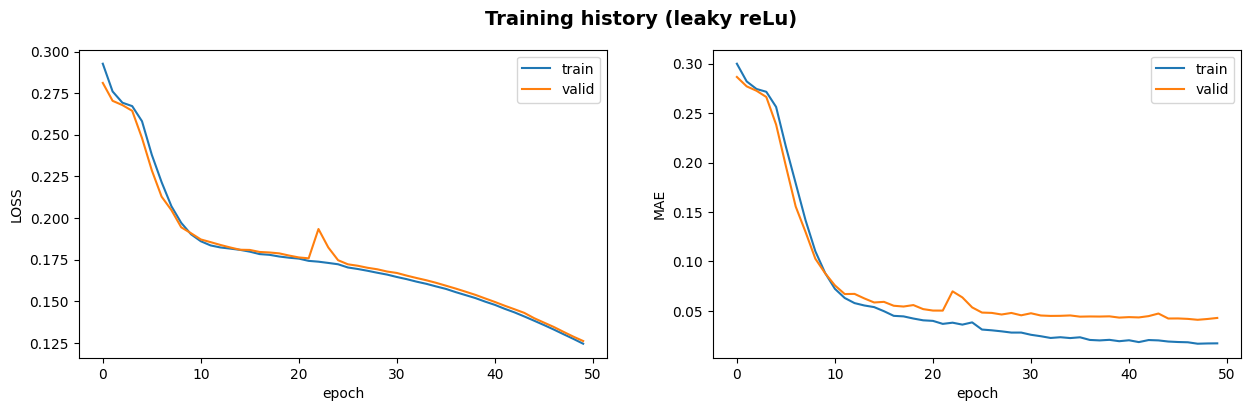 Training history (leaky reLu)
LOSS
0.300
0.275
0.250
0.225
0.200
0.175
0.150
0.125
0
10
20
30
40
50
epoch
train
valid
MAE
0.30
0.25
0.20
0.15
0.10
0.05
0
10
20
30
40
50
epoch
train
valid